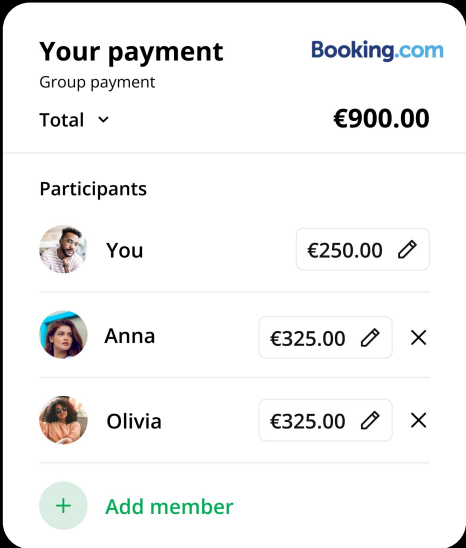 Your payment
Booking.com
Group payment
Total
€900.00
Participants
You
€250.00
Anna
€325.00
Olivia
€325.00
Add member